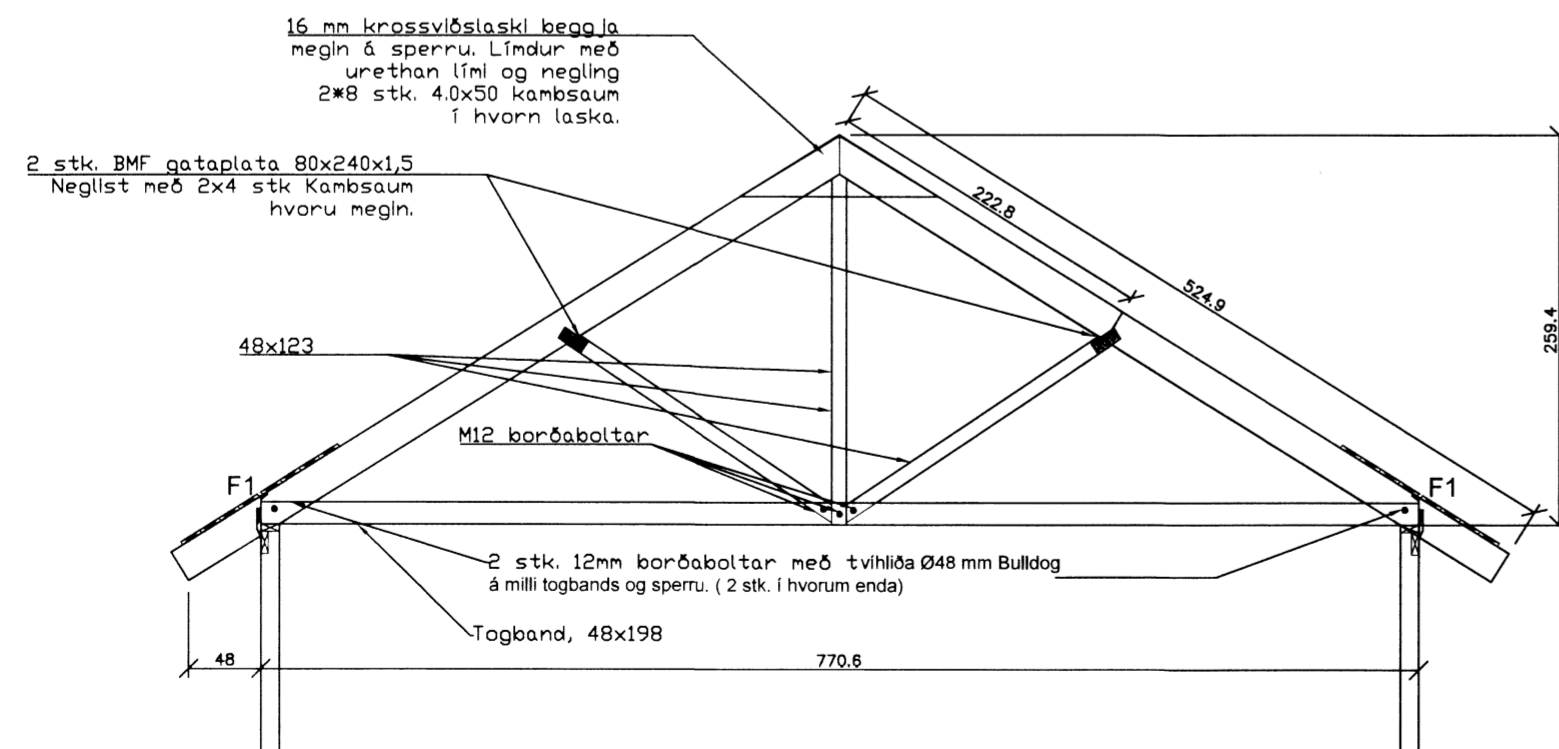 16 mm krossviðslaski beggja
megin á sperru. Límdur með
urethan lími og negling
2*8 stk. 4.0x50 kambsaum
í hvorn laska.
2 stk. BMF gataplata 80x240x1,5
Neglist með 2x4 stk Kambsaum
hvoru megin.
222.8
524.9
259.4
48x123
M12 borðaboltar
F1
F1
2 stk. 12mm borðaboltar með tvíhliða Ø48 mm Bulldog
á milli togbands og sperru. ( 2 stk. í hvorum enda)
Togband, 48x198
48
770.6